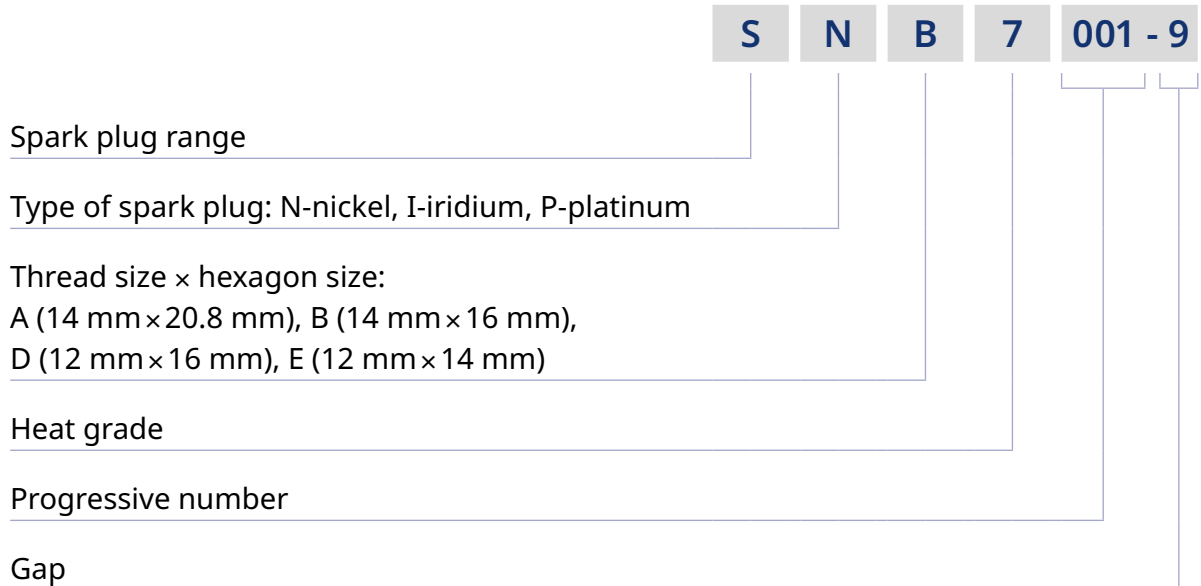 S N B 7 001 - 9
Spark plug range
Type of spark plug: N-nickel, I-iridium, P-platinum
Thread size × hexagon size:
A (14 mm×20.8 mm), B (14 mm×16 mm),
D (12 mm×16 mm), E (12 mm×14 mm)
Heat grade
Progressive number
Gap